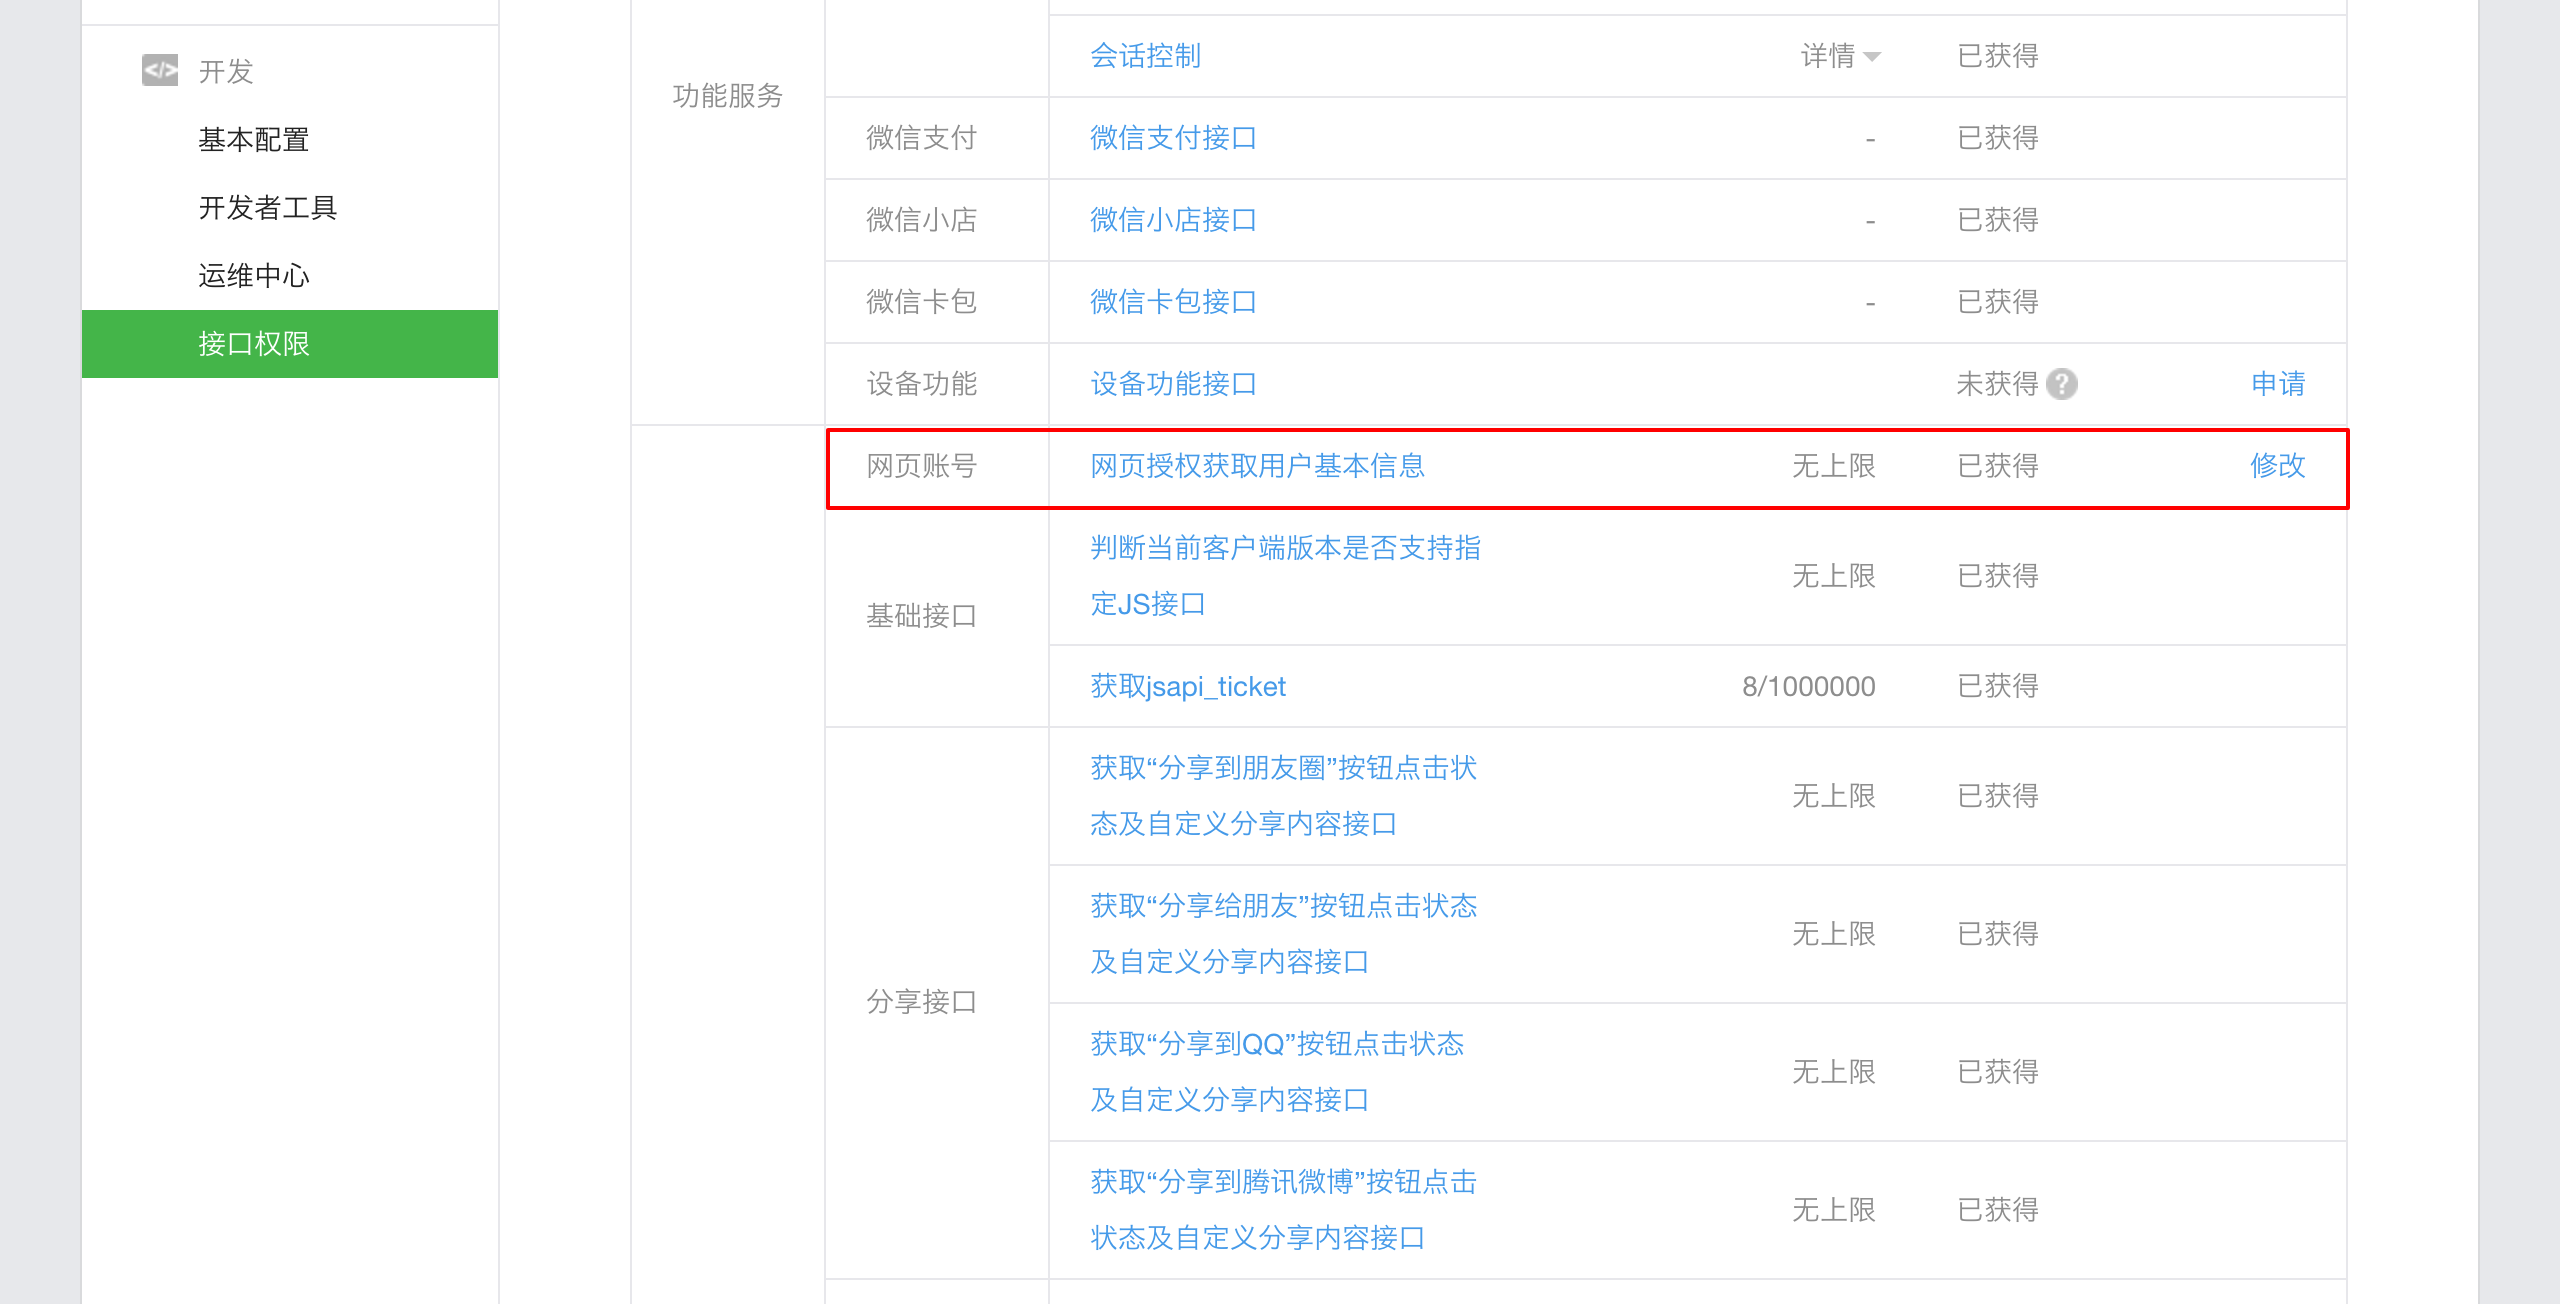 </> 开发
基本配置
开发者工具
运维中心
接口权限
功能服务
会话控制 详情 已获得
微信支付 微信支付接口 - 已获得
微信小店 微信小店接口 - 已获得
微信卡包 微信卡包接口 - 已获得
设备功能 设备功能接口 未获得 ? 申请
网页账号 网页授权获取用户基本信息 无上限 已获得 修改
基础接口
判断当前客户端版本是否支持指
定JS接口
无上限 已获得
获取jsapi_ticket 8/1000000 已获得
分享接口
获取“分享到朋友圈”按钮点击状
态及自定义分享内容接口
无上限 已获得
获取“分享给朋友”按钮点击状态
及自定义分享内容接口
无上限 已获得
获取“分享到QQ”按钮点击状态
及自定义分享内容接口
无上限 已获得
获取“分享到腾讯微博”按钮点击
状态及自定义分享内容接口
无上限 已获得